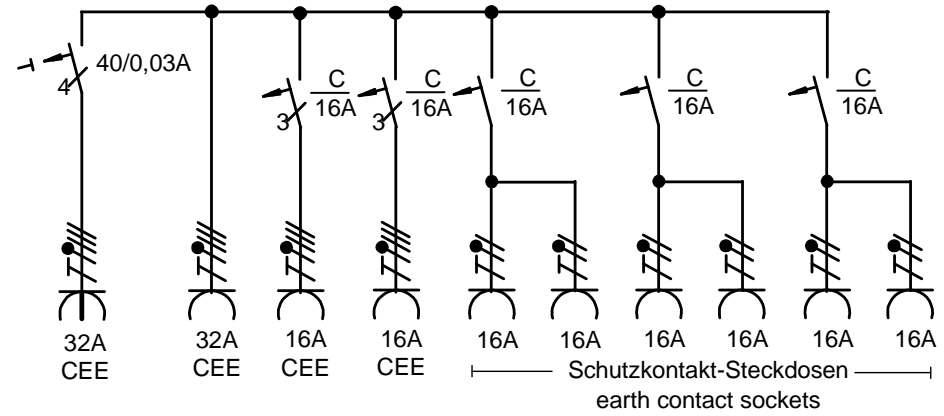 40/0,03A
4
C
16A
3
C
16A
3
C
16A
C
16A
C
16A
32A
CEE
32A
CEE
16A
CEE
16A
CEE
16A
16A
16A
16A
16A
16A
Schutzkontakt-Steckdosen
earth contact sockets